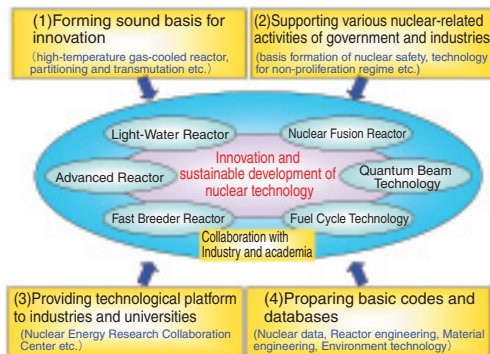 (1)Forming sound basis for
innovation
(high-temperature gas-cooled reactor,
partitioning and transmutation etc.)
(2)Supporting various nuclear-related
activities of government and industries
(basis formation of nuclear safety, technology
for non-proliferation regime etc.)
Light-Water Reactor
Nuclear Fusion Reactor
Innovation and
sustainable development of
nuclear technology
Advanced Reactor
Quantum Beam
Technology
Fast Breeder Reactor
Fuel Cycle Technology
Collaboration with
Industry and academia
(3)Providing technological platform
to industries and universities
(Nuclear Energy Research Collaboration
Center etc.)
(4)Preparing basic codes and
databases
(Nuclear data, Reactor engineering, Material
engineering, Environment technology)